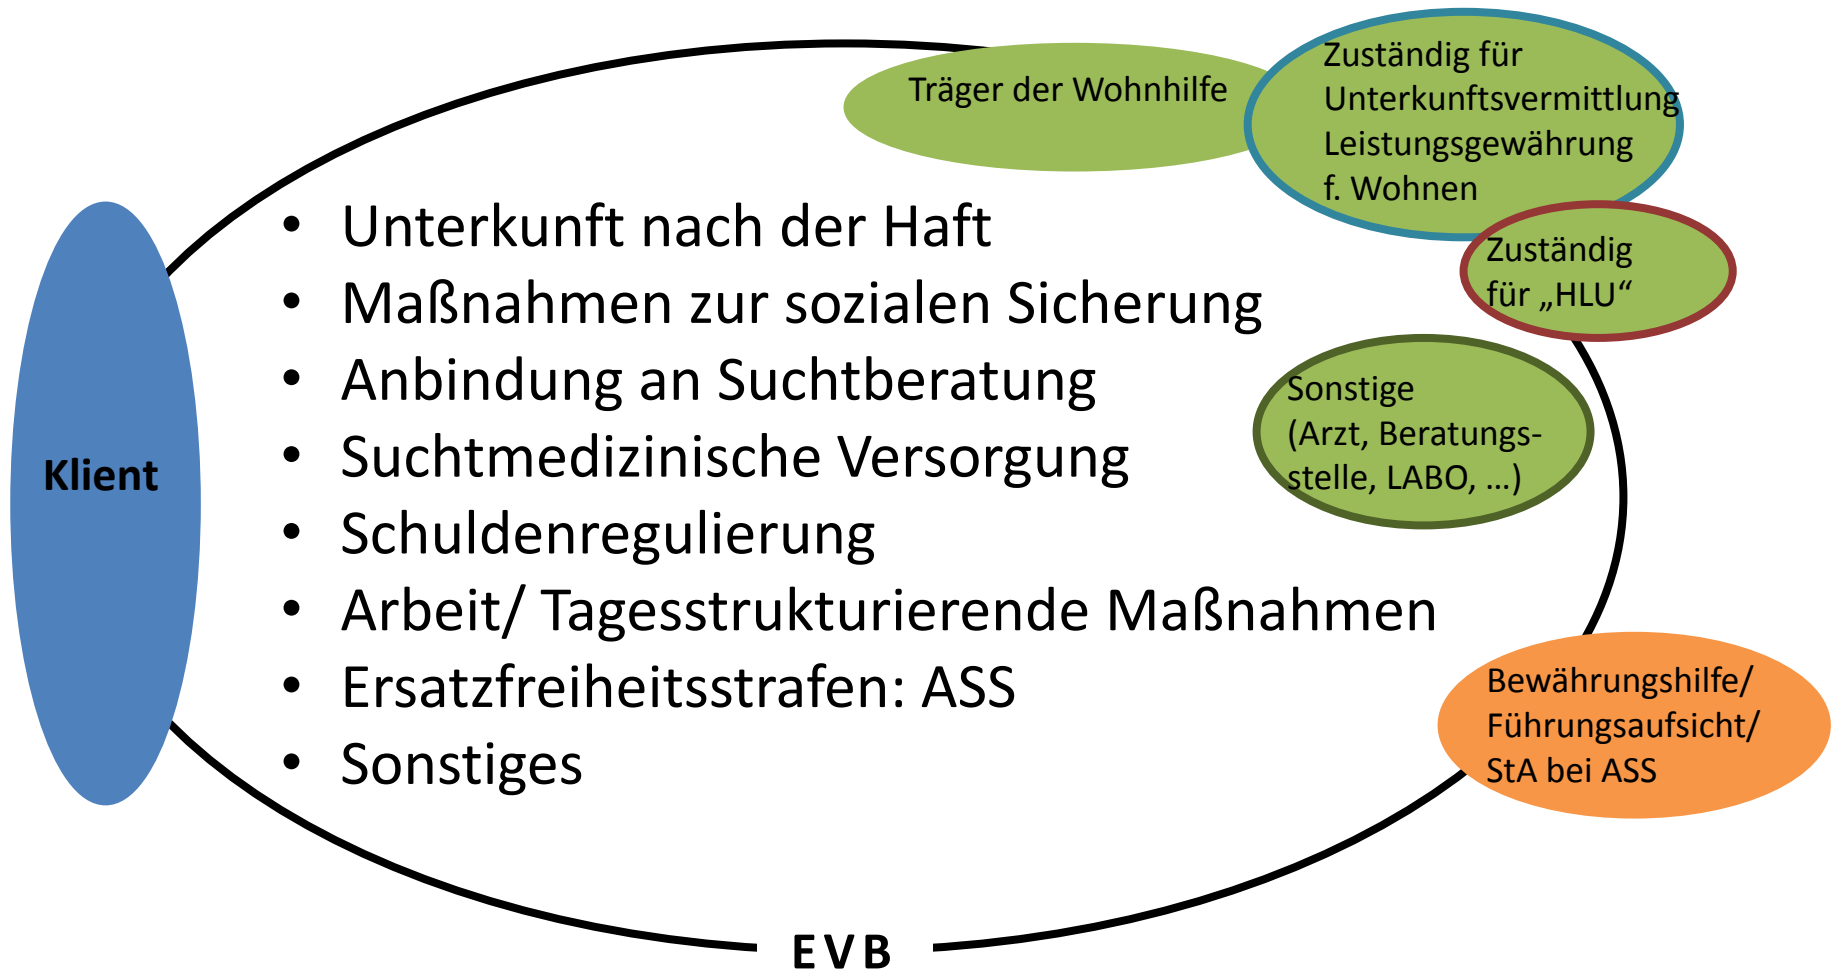 Träger der Wohnhilfe
Zuständig für
Unterkunftsvermittlung
Leistungsgewährung
f. Wohnen
Zuständig
für „HLU“
Sonstige
(Arzt, Beratungs-
stelle, LABO, …)
Klient
• Unterkunft nach der Haft
• Maßnahmen zur sozialen Sicherung
• Anbindung an Suchtberatung
• Suchtmedizinische Versorgung
• Schuldenregulierung
• Arbeit/ Tagesstrukturierende Maßnahmen
• Ersatzfreiheitsstrafen: ASS
• Sonstiges
Bewährungshilfe/
Führungsaufsicht/
StA bei ASS
EVB